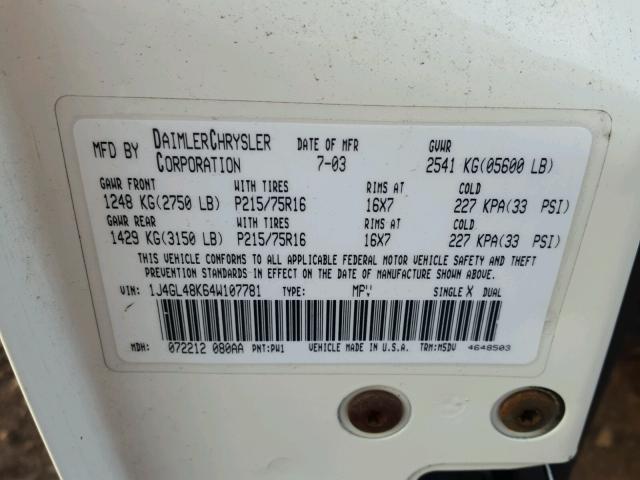 MFD BY DAIMLERCHRYSLER CORPORATION DATE OF MFR 7-03 GVWR 2541 KG(05600 LB)
GAWR FRONT WITH TIRES RIMS AT COLD
1248 KG(2750 LB) P215/75R16 16X7 227 KPA(33 PSI)
GAWR REAR WITH TIRES RIMS AT COLD
1429 KG(3150 LB) P215/75R16 16X7 227 KPA(33 PSI)
THIS VEHICLE CONFORMS TO ALL APPLICABLE FEDERAL MOTOR VEHICLE SAFETY AND THEFT
PREVENTION STANDARDS IN EFFECT ON THE DATE OF MANUFACTURE SHOWN ABOVE.
VIN: 1J4GL48K64W107781 TYPE: MPV SINGLE X DUAL
MDH: 072212 080AA PNT:PW1 VEHICLE MADE IN U.S.A. TRM:M5DV 4648503